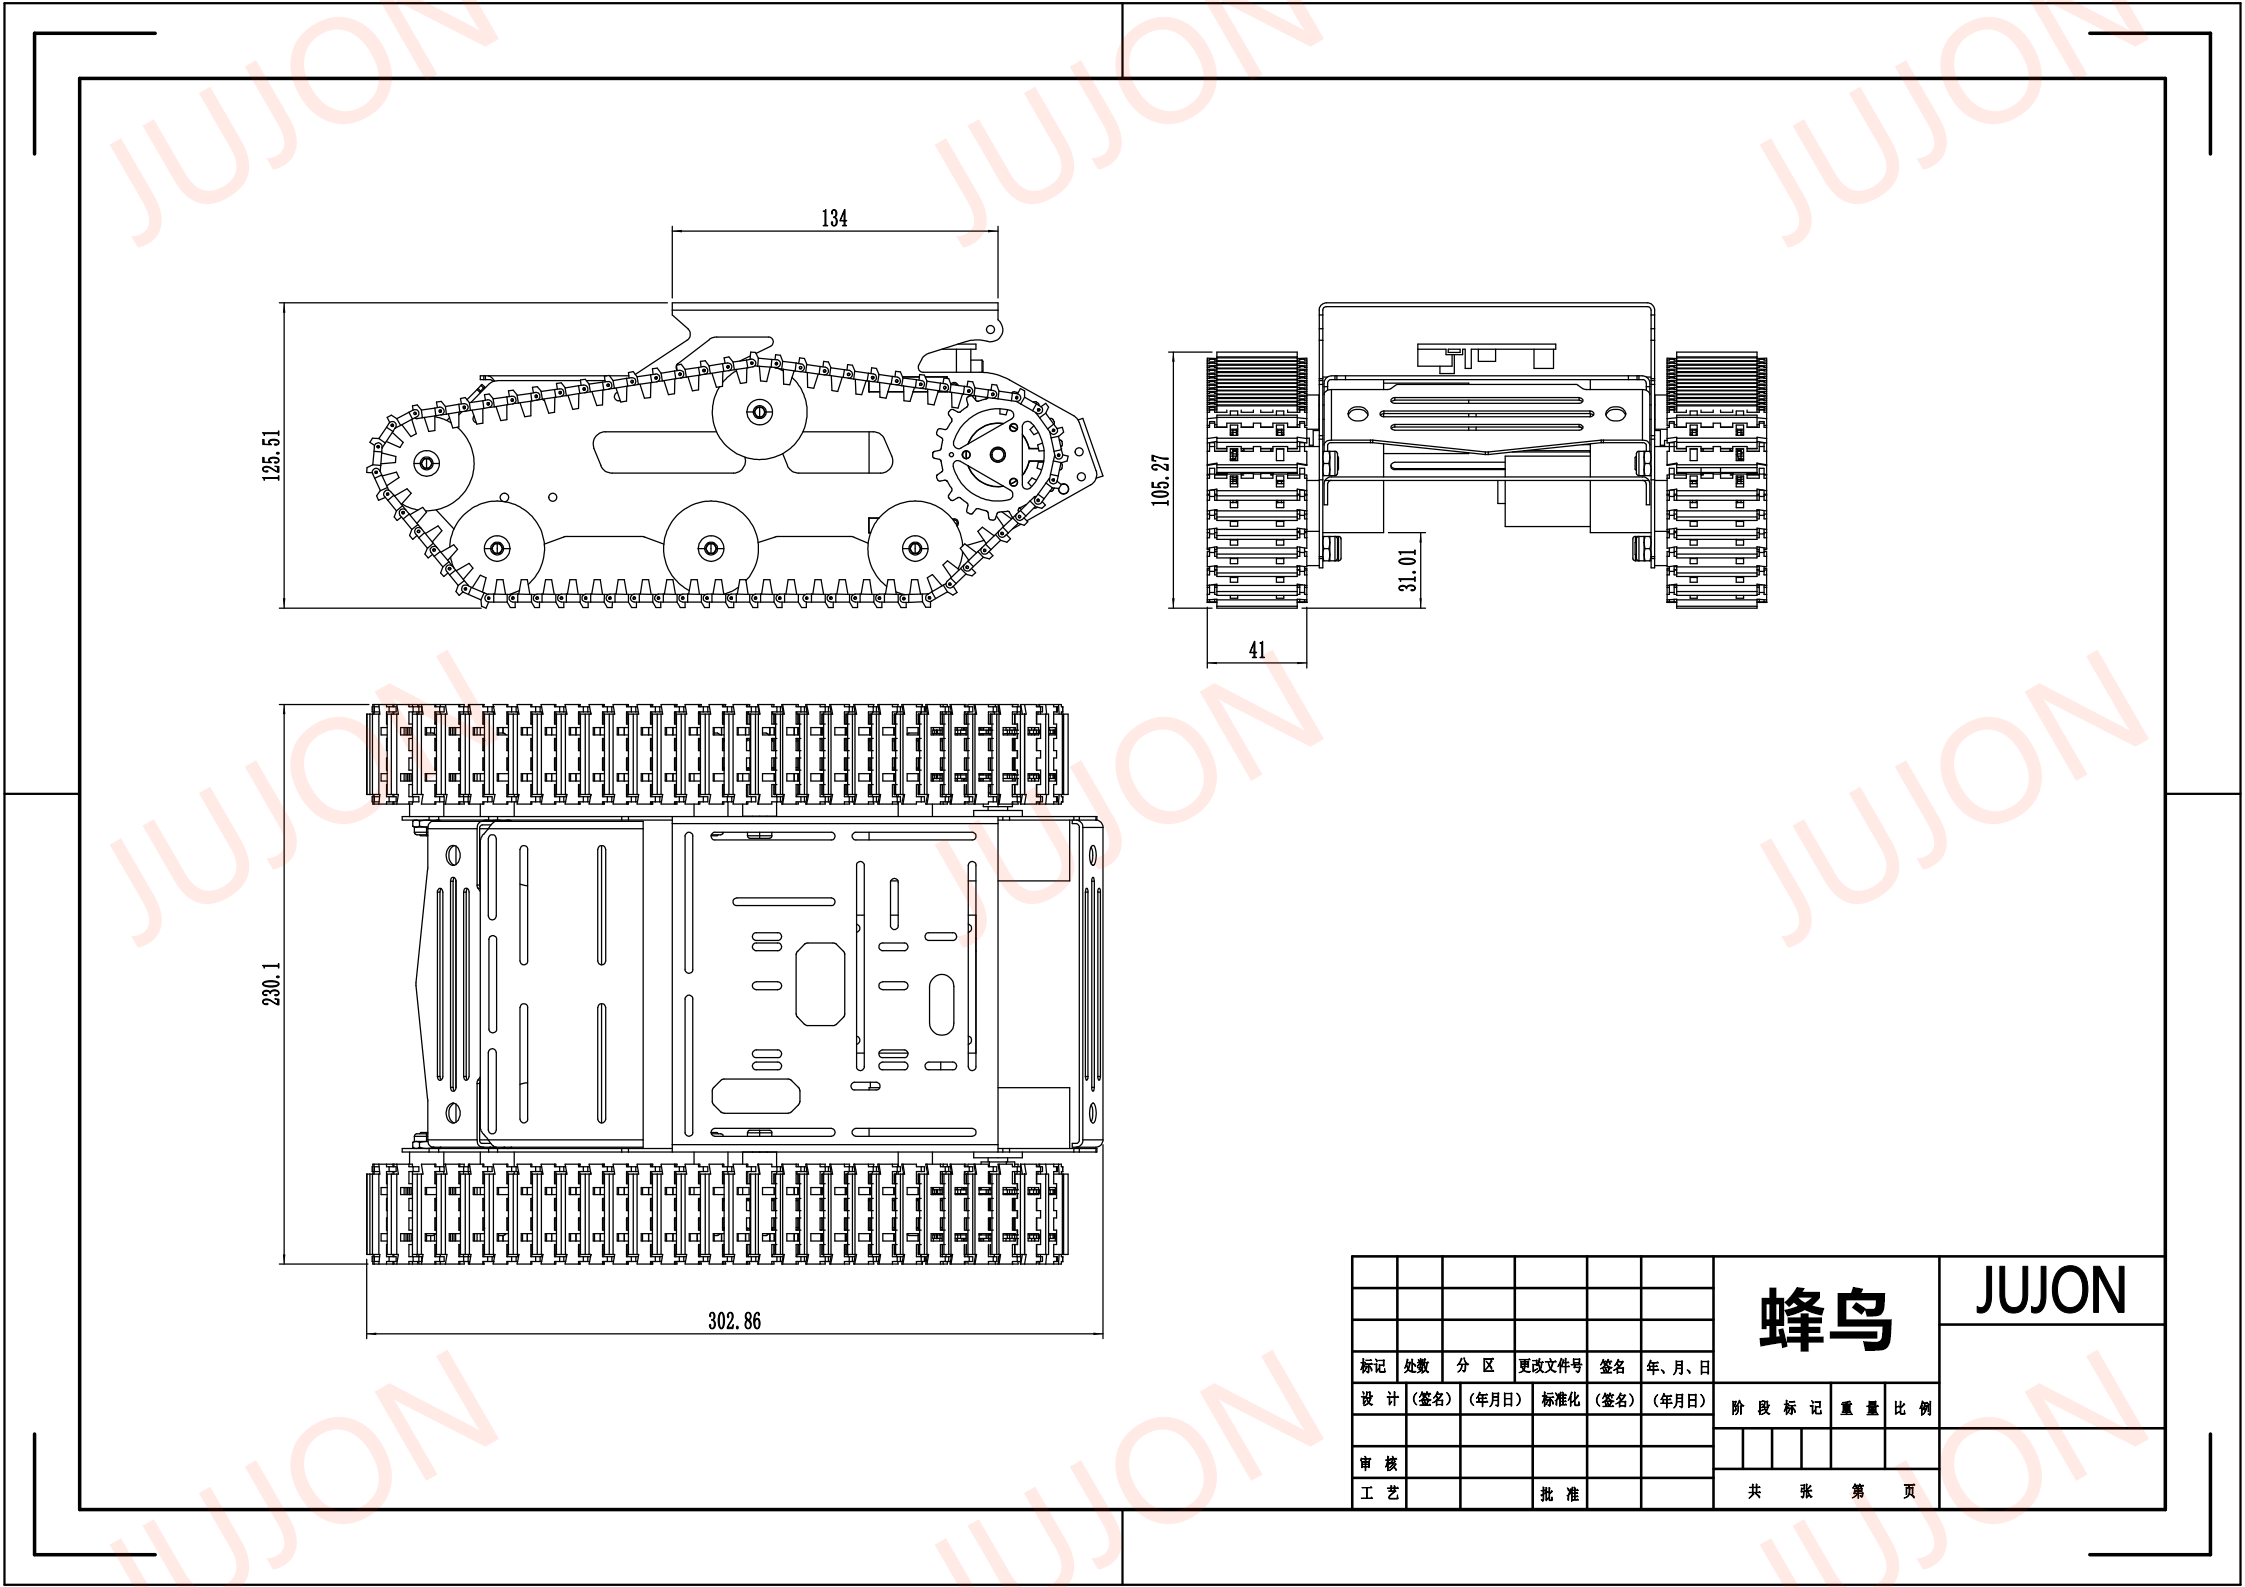 JUJON JUJON JUJON
134
125.51
105.27
31.01
41
JUJON JUJON JUJON
230.1
302.86
蜂鸟
JUJON
标记 处数 分 区 更改文件号 签名 年、月、日
设 计 (签名) (年月日) 标准化 (签名) (年月日)
阶 段 标 记 重 量 比 例
审 核
工 艺 批 准
共 张 第 页
JUJON JUJON JUJON